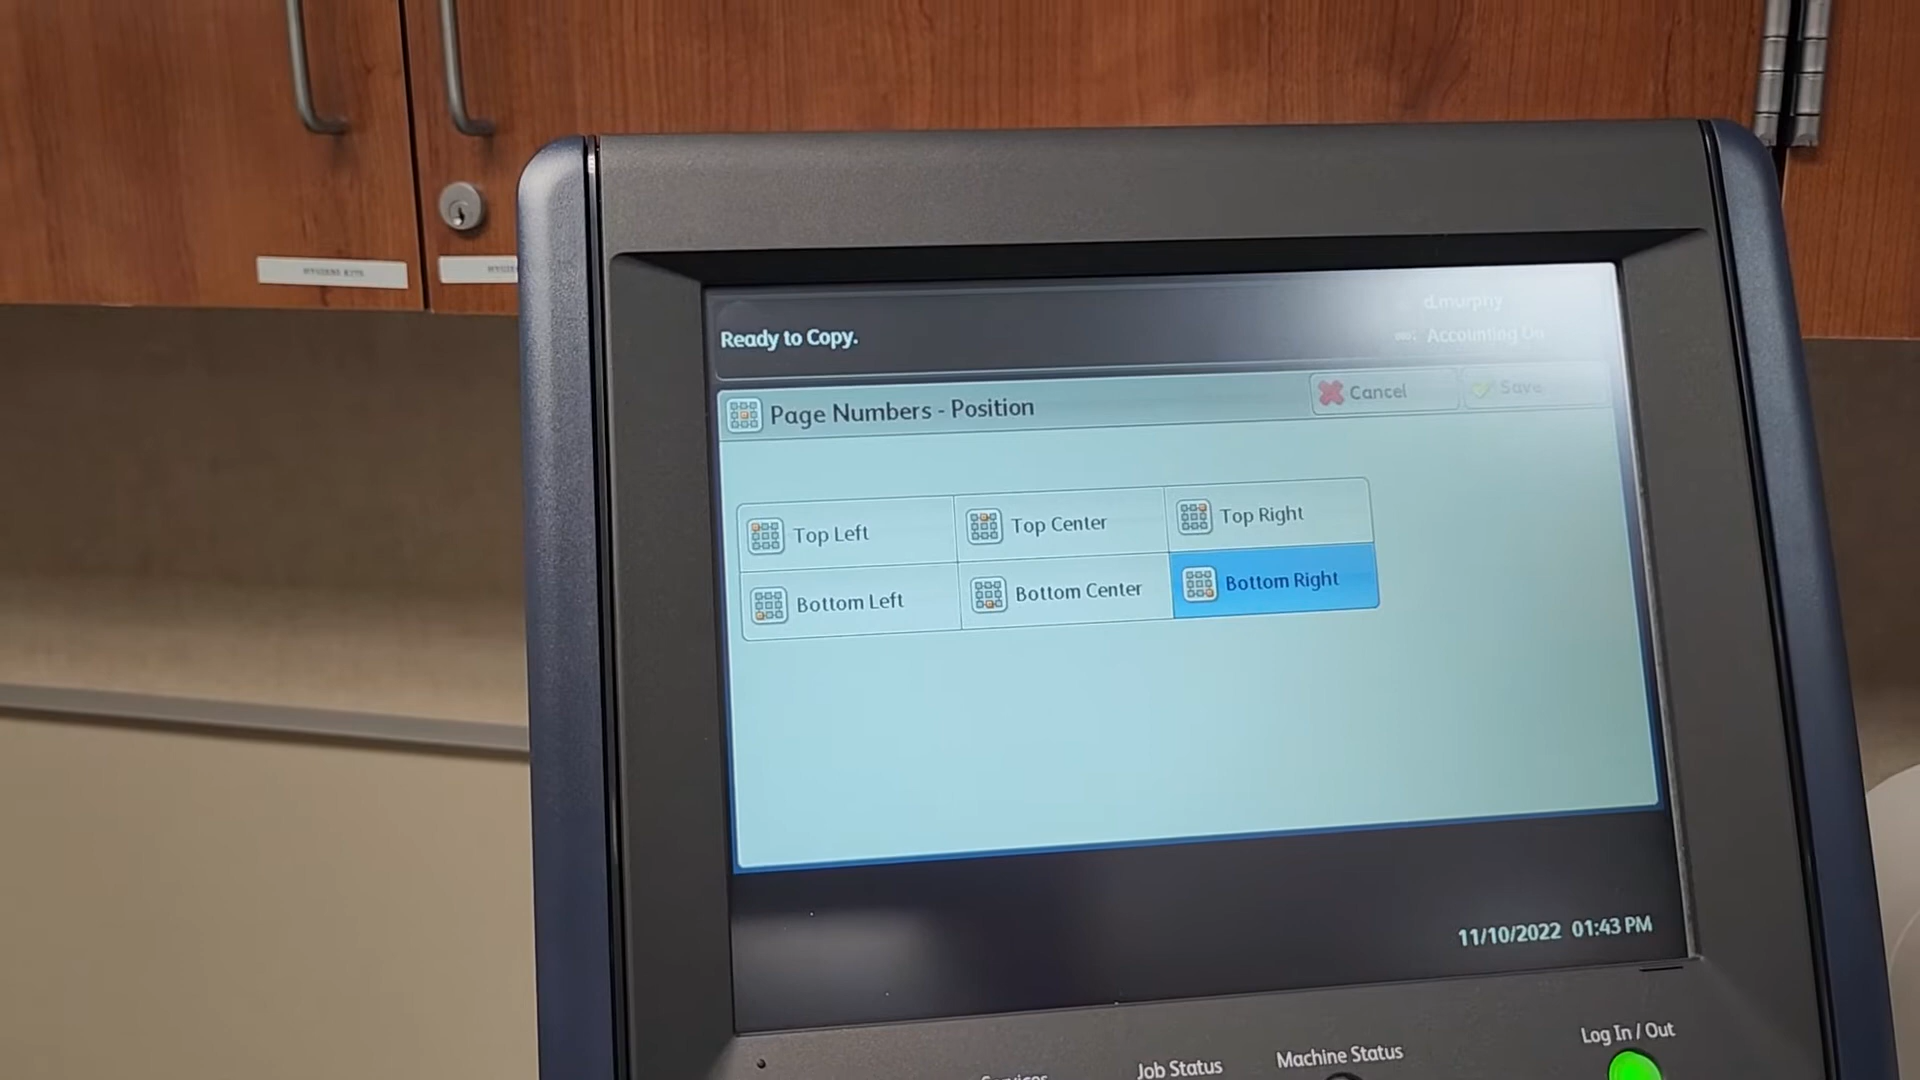 Ready to Copy.
d.murphy
Accounting
Page Numbers - Position
Cancel
Save
Top Left
Top Center
Top Right
Bottom Left
Bottom Center
Bottom Right
11/10/2022 01:43 PM
Log In / Out
Machine Status
Job Status
Services